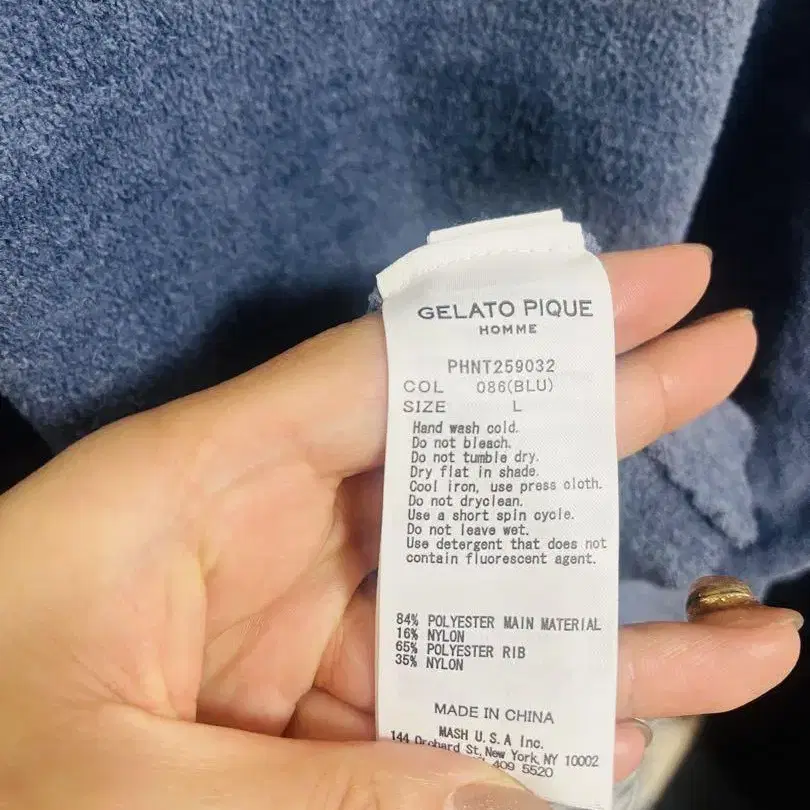 GELATO PIQUE
HOMME
PHNT259032
COL 086(BLU)
SIZE L
Hand wash cold.
Do not bleach.
Do not tumble dry.
Dry flat in shade.
Cool iron, use press cloth.
Do not dryclean.
Use a short spin cycle.
Do not leave wet.
Use detergent that does not
contain fluorescent agent.
84% POLYESTER MAIN MATERIAL
16% NYLON
65% POLYESTER RIB
35% NYLON
MADE IN CHINA
MASH U.S.A Inc.
144 Orchard St, New York, NY 10002
409 5520